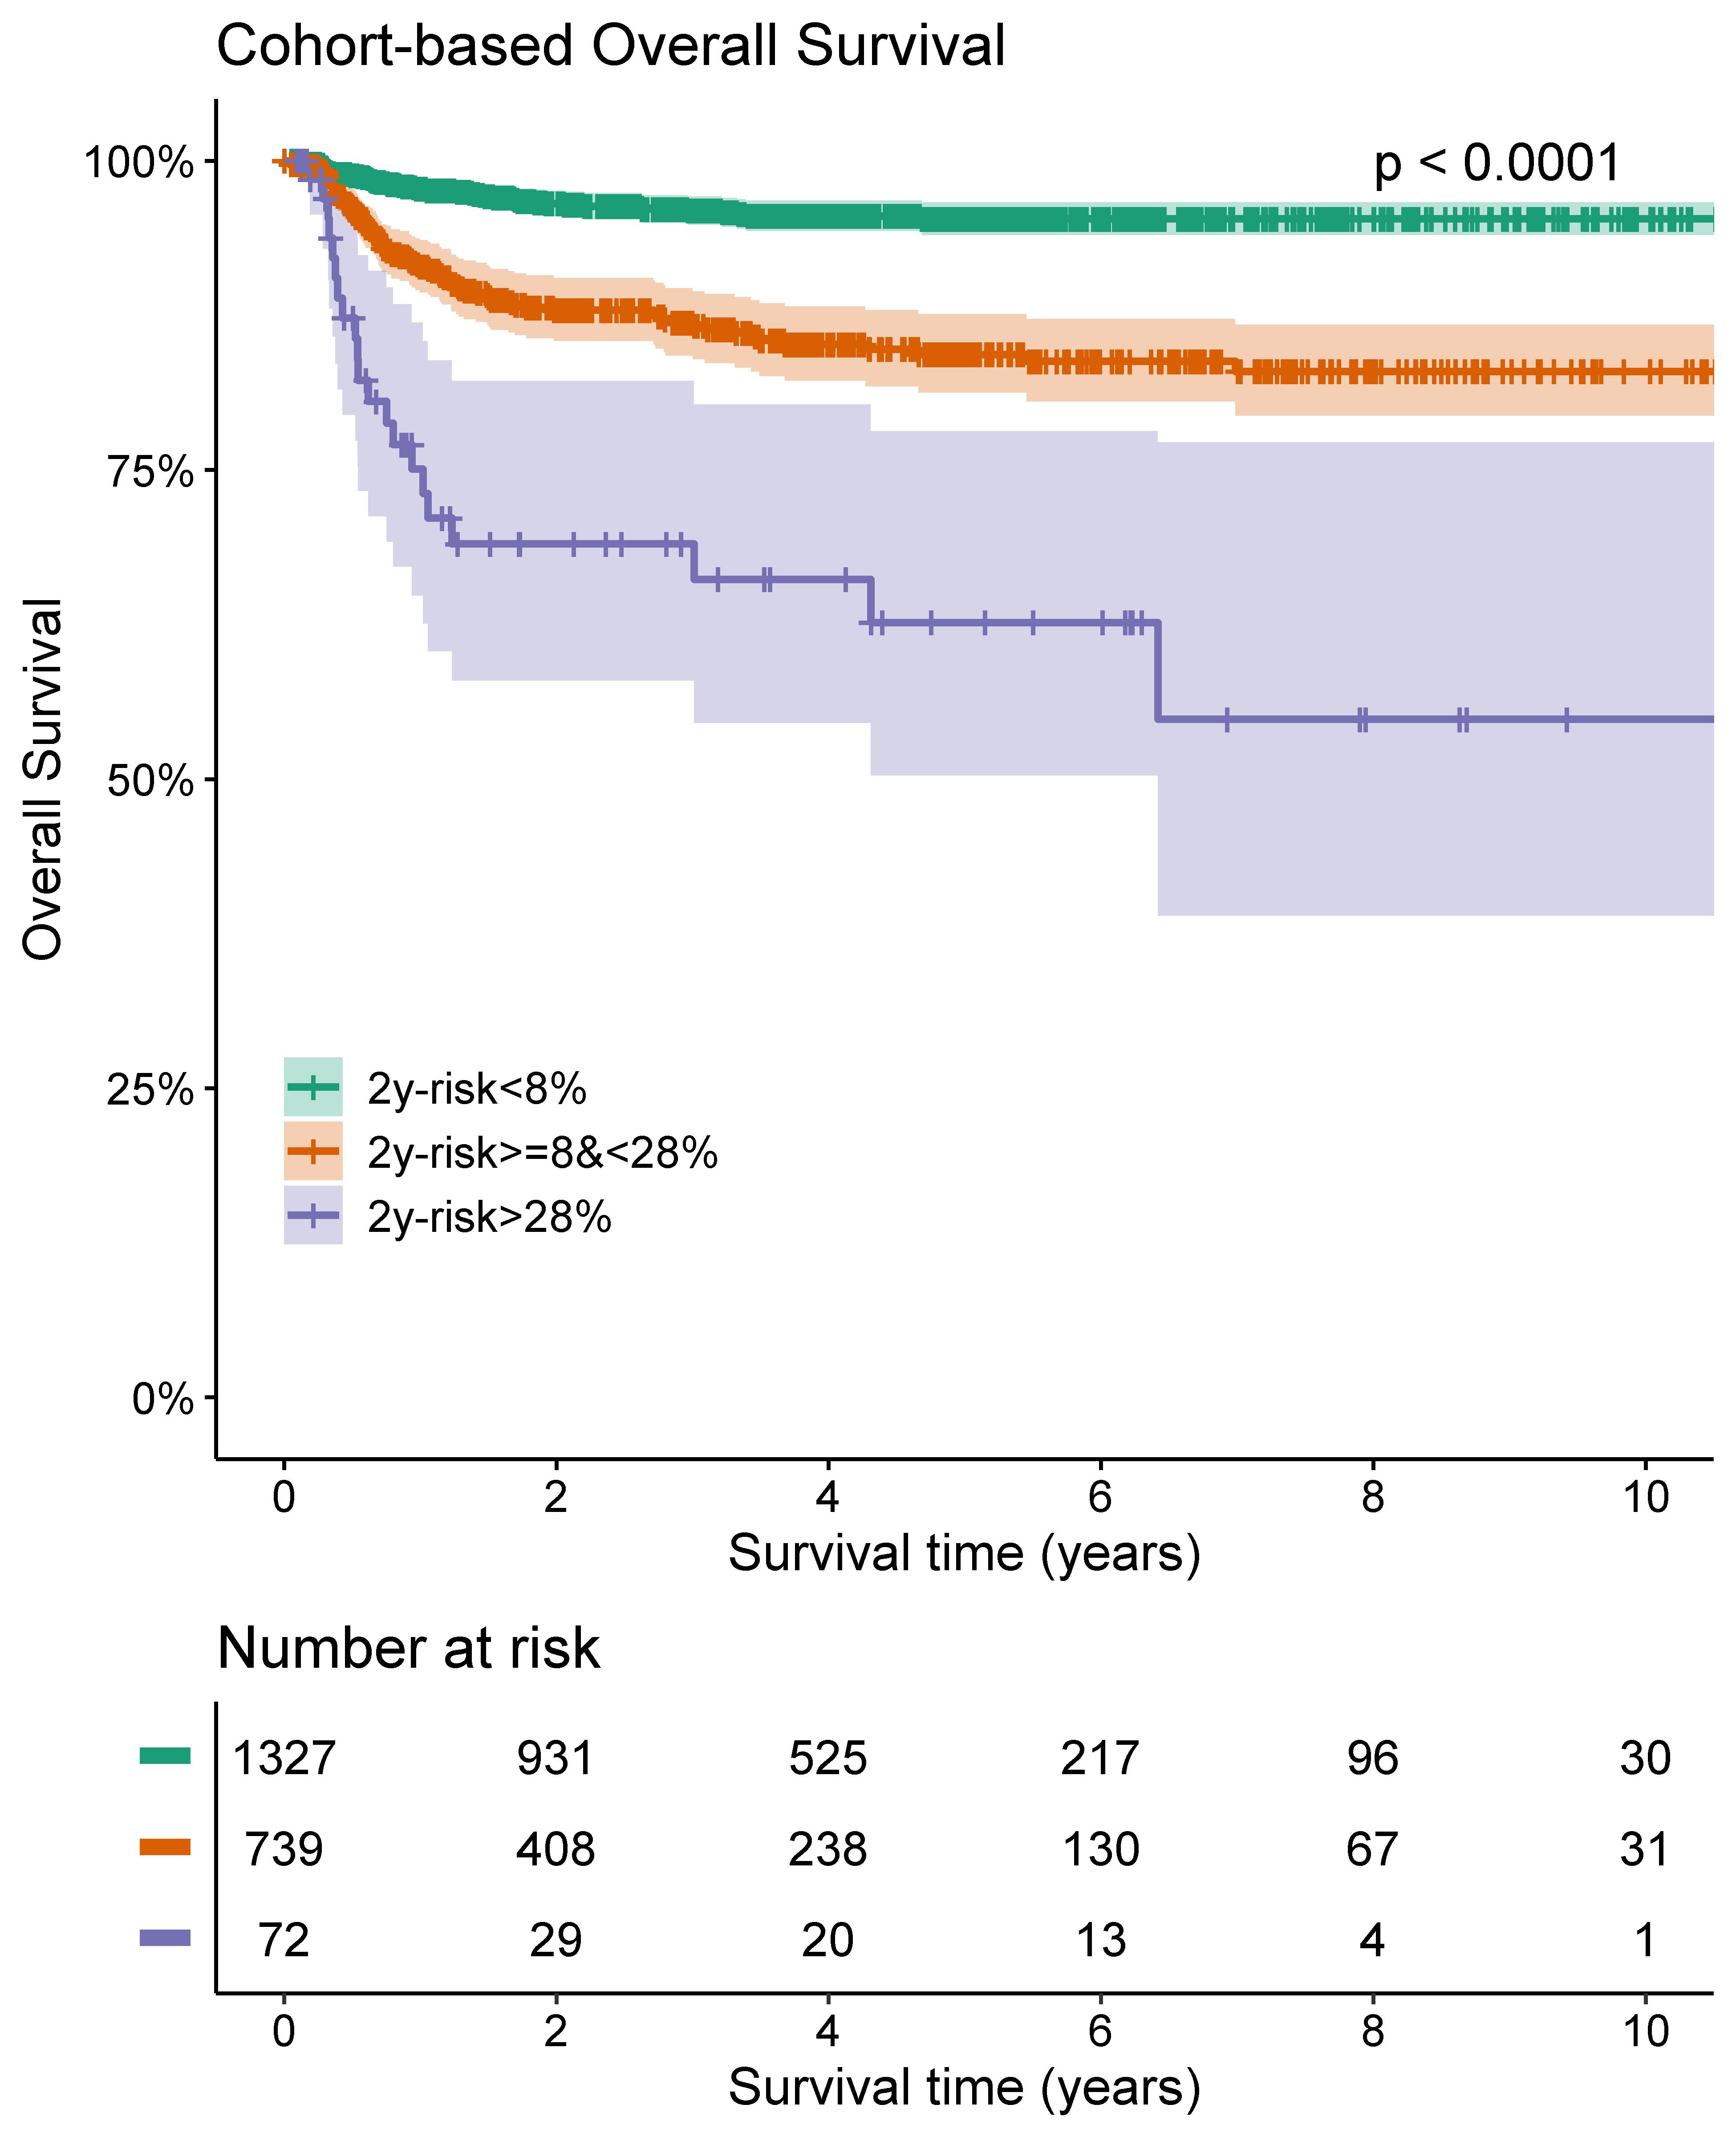 Cohort-based Overall Survival
p < 0.0001
100%
75%
50%
25%
0%
Overall Survival
2y-risk<8%
2y-risk>=8&<28%
2y-risk>28%
0 2 4 6 8 10
Survival time (years)
Number at risk
1327 931 525 217 96 30
739 408 238 130 67 31
72 29 20 13 4 1
0 2 4 6 8 10
Survival time (years)